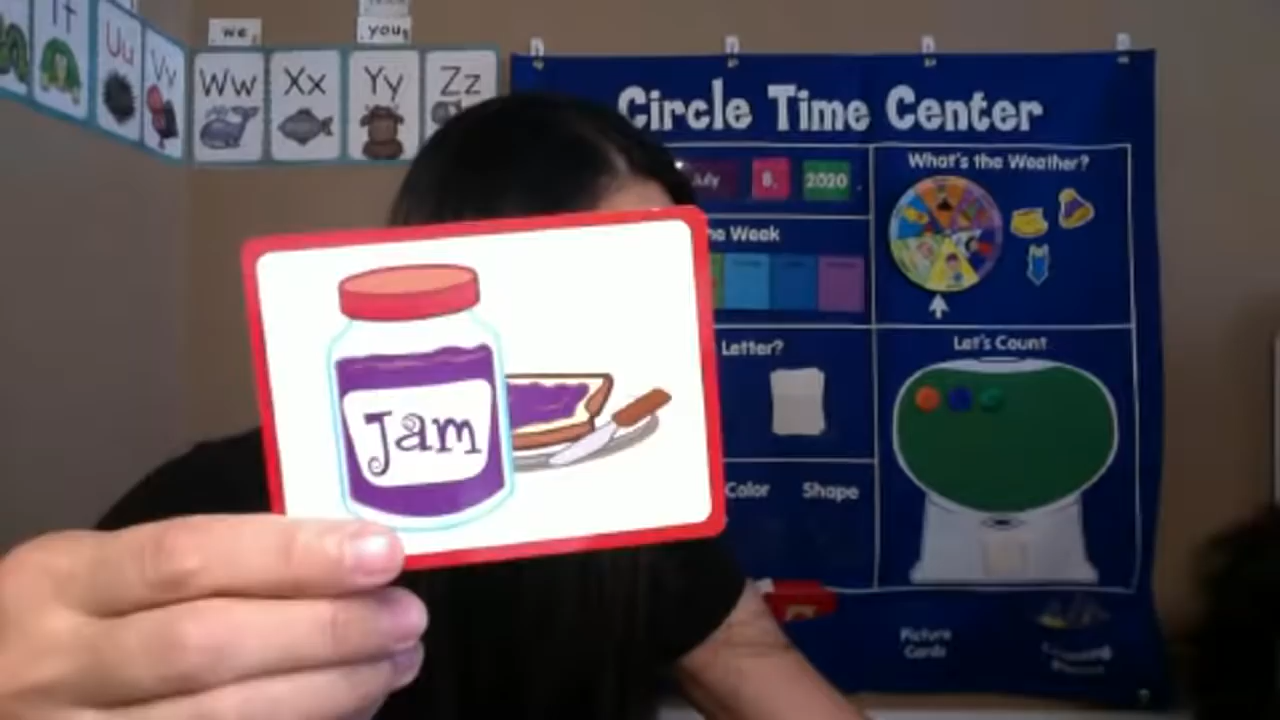 we
you
Tt
Uu
Vv
Ww
Xx
Yy
Zz
Circle Time Center
July 8, 2020
What's the Weather?
Week
Letter?
Let's Count
Color Shape
Picture
Cards
Jam